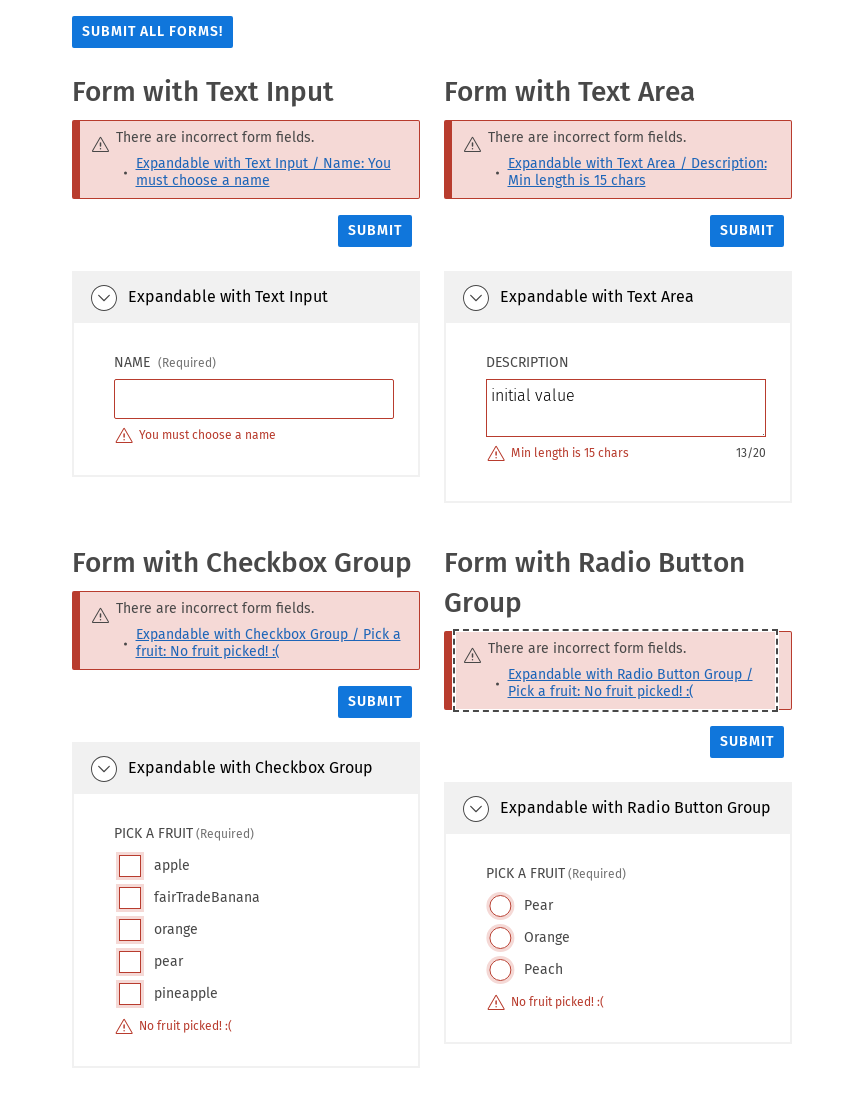 SUBMIT ALL FORMS!
Form with Text Input
There are incorrect form fields.
• Expandable with Text Input / Name: You
must choose a name
SUBMIT
Expandable with Text Input
NAME (Required)
You must choose a name
Form with Text Area
There are incorrect form fields.
• Expandable with Text Area / Description:
Min length is 15 chars
SUBMIT
Expandable with Text Area
DESCRIPTION
initial value
Min length is 15 chars 13/20
Form with Checkbox Group
There are incorrect form fields.
• Expandable with Checkbox Group / Pick a
fruit: No fruit picked! :(
SUBMIT
Expandable with Checkbox Group
PICK A FRUIT (Required)
apple
fairTradeBanana
orange
pear
pineapple
No fruit picked! :(
Form with Radio Button
Group
There are incorrect form fields.
• Expandable with Radio Button Group /
Pick a fruit: No fruit picked! :(
SUBMIT
Expandable with Radio Button Group
PICK A FRUIT (Required)
Pear
Orange
Peach
No fruit picked! :(